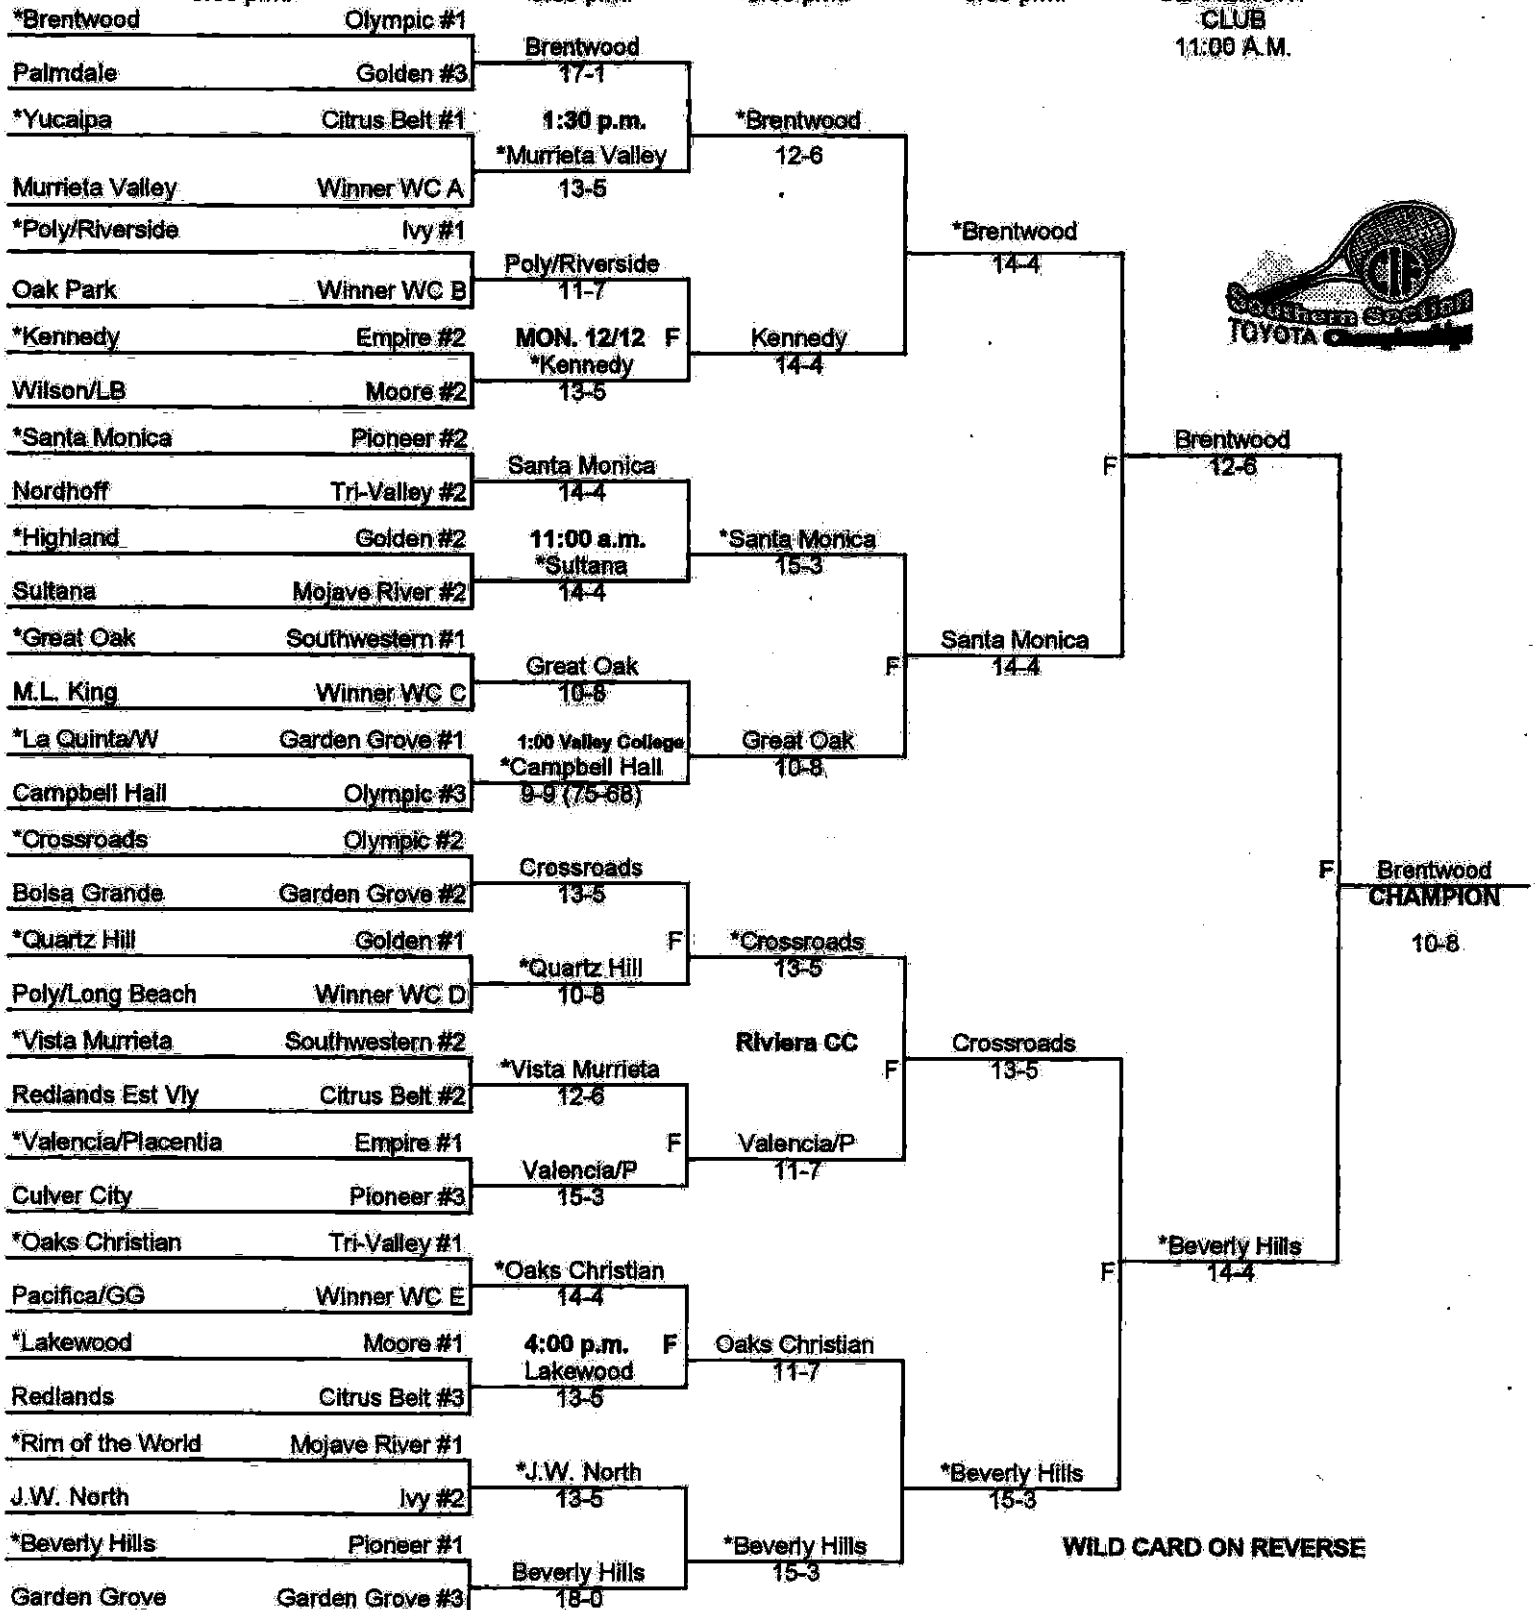 *Brentwood Olympic #1
Palmdale Golden #3
*Yucaipa Citrus Belt #1
Murrieta Valley Winner WC A
*Poly/Riverside Ivy #1
Oak Park Winner WC B
*Kennedy Empire #2
Wilson/LB Moore #2
*Santa Monica Pioneer #2
Nordhoff Tri-Valley #2
*Highland Golden #2
Sultana Mojave River #2
*Great Oak Southwestern #1
M.L. King Winner WC C
*La Quinta/W Garden Grove #1
Campbell Hall Olympic #3
*Crossroads Olympic #2
Bolsa Grande Garden Grove #2
*Quartz Hill Golden #1
Poly/Long Beach Winner WC D
*Vista Murrieta Southwestern #2
Redlands Est Vly Citrus Belt #2
*Valencia/Placentia Empire #1
Culver City Pioneer #3
*Oaks Christian Tri-Valley #1
Pacifica/GG Winner WC E
*Lakewood Moore #1
Redlands Citrus Belt #3
*Rim of the World Mojave River #1
J.W. North Ivy #2
*Beverly Hills Pioneer #1
Garden Grove Garden Grove #3
Brentwood
17-1
1:30 p.m.
*Murrieta Valley
13-5
Poly/Riverside
11-7
MON. 12/12 F
*Kennedy
13-5
Santa Monica
14-4
11:00 a.m.
*Sultana
14-4
Great Oak
10-8
1:00 Valley College
*Campbell Hall
9-9 (75-68)
Crossroads
13-5
F
*Quartz Hill
10-8
*Vista Murrieta
12-6
F
Valencia/P
15-3
*Oaks Christian
14-4
4:00 p.m. F
Lakewood
13-5
*J.W. North
13-5
Beverly Hills
18-0
*Brentwood
12-6
Kennedy
14-4
*Santa Monica
15-3
F
Great Oak
10-8
*Crossroads
13-5
Riviera CC
F
Valencia/P
11-7
Oaks Christian
11-7
*Beverly Hills
15-3
*Brentwood
14-4
F
Santa Monica
14-4
Crossroads
13-5
F
*Beverly Hills
15-3
CLUB
11:00 A.M.
CIF
Southern Section
TOYOTA
Brentwood
12-6
F
*Beverly Hills
14-4
Brentwood
CHAMPION
10-8
WILD CARD ON REVERSE